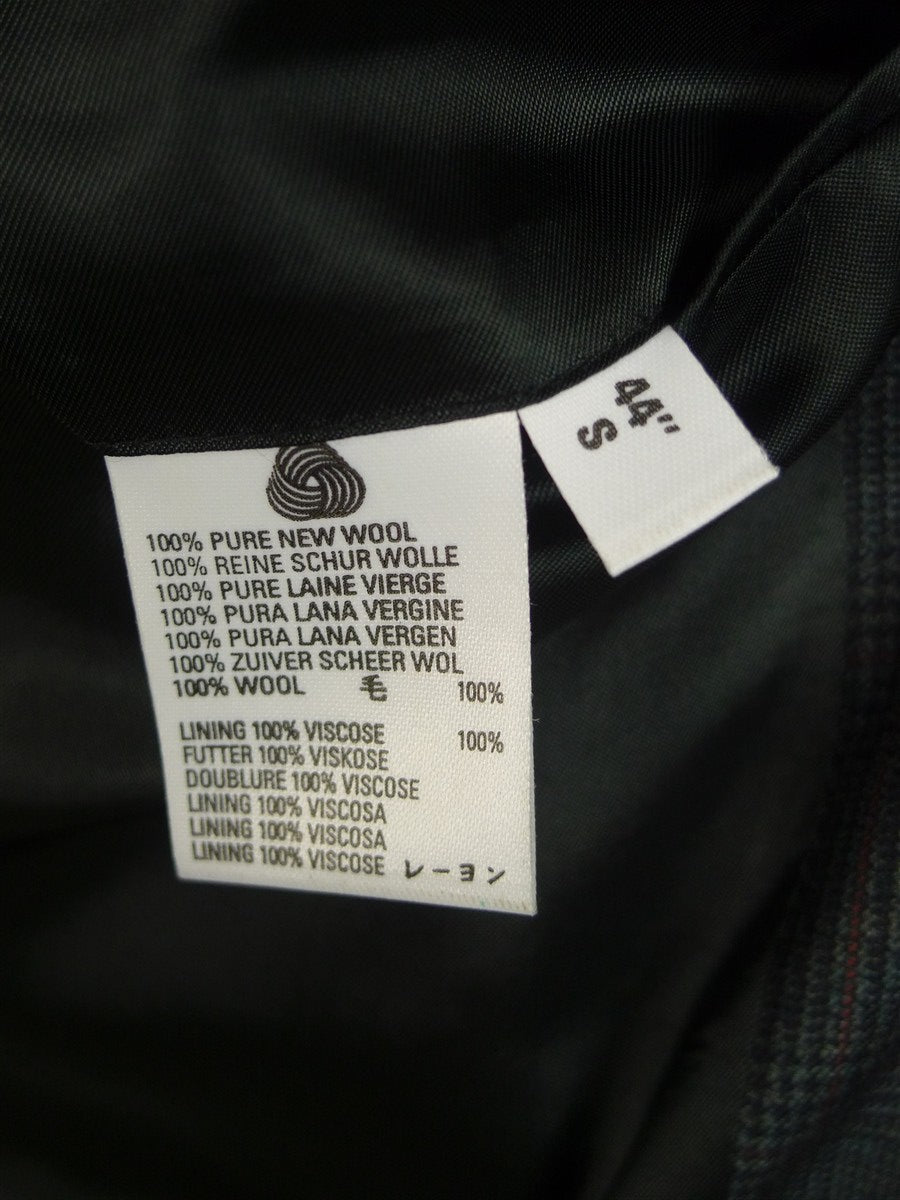 100% PURE NEW WOOL
100% REINE SCHUR WOLLE
100% PURE LAINE VIERGE
100% PURA LANA VERGINE
100% PURA LANA VERGEN
100% ZUIVER SCHEER WOL
100% WOOL 毛 100%
LINING 100% VISCOSE 100%
FUTTER 100% VISKOSE
DOUBLURE 100% VISCOSE
LINING 100% VISCOSA
LINING 100% VISCOSA
LINING 100% VISCOSE レーヨン
44"
S